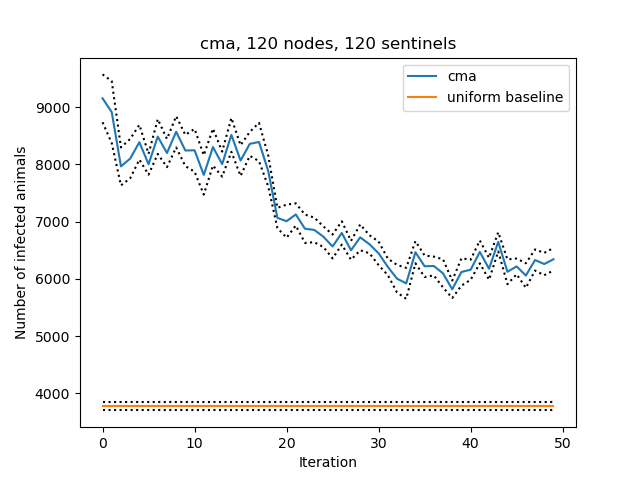 cma, 120 nodes, 120 sentinels
cma
uniform baseline
Number of infected animals
9000
8000
7000
6000
5000
4000
0 10 20 30 40 50
Iteration